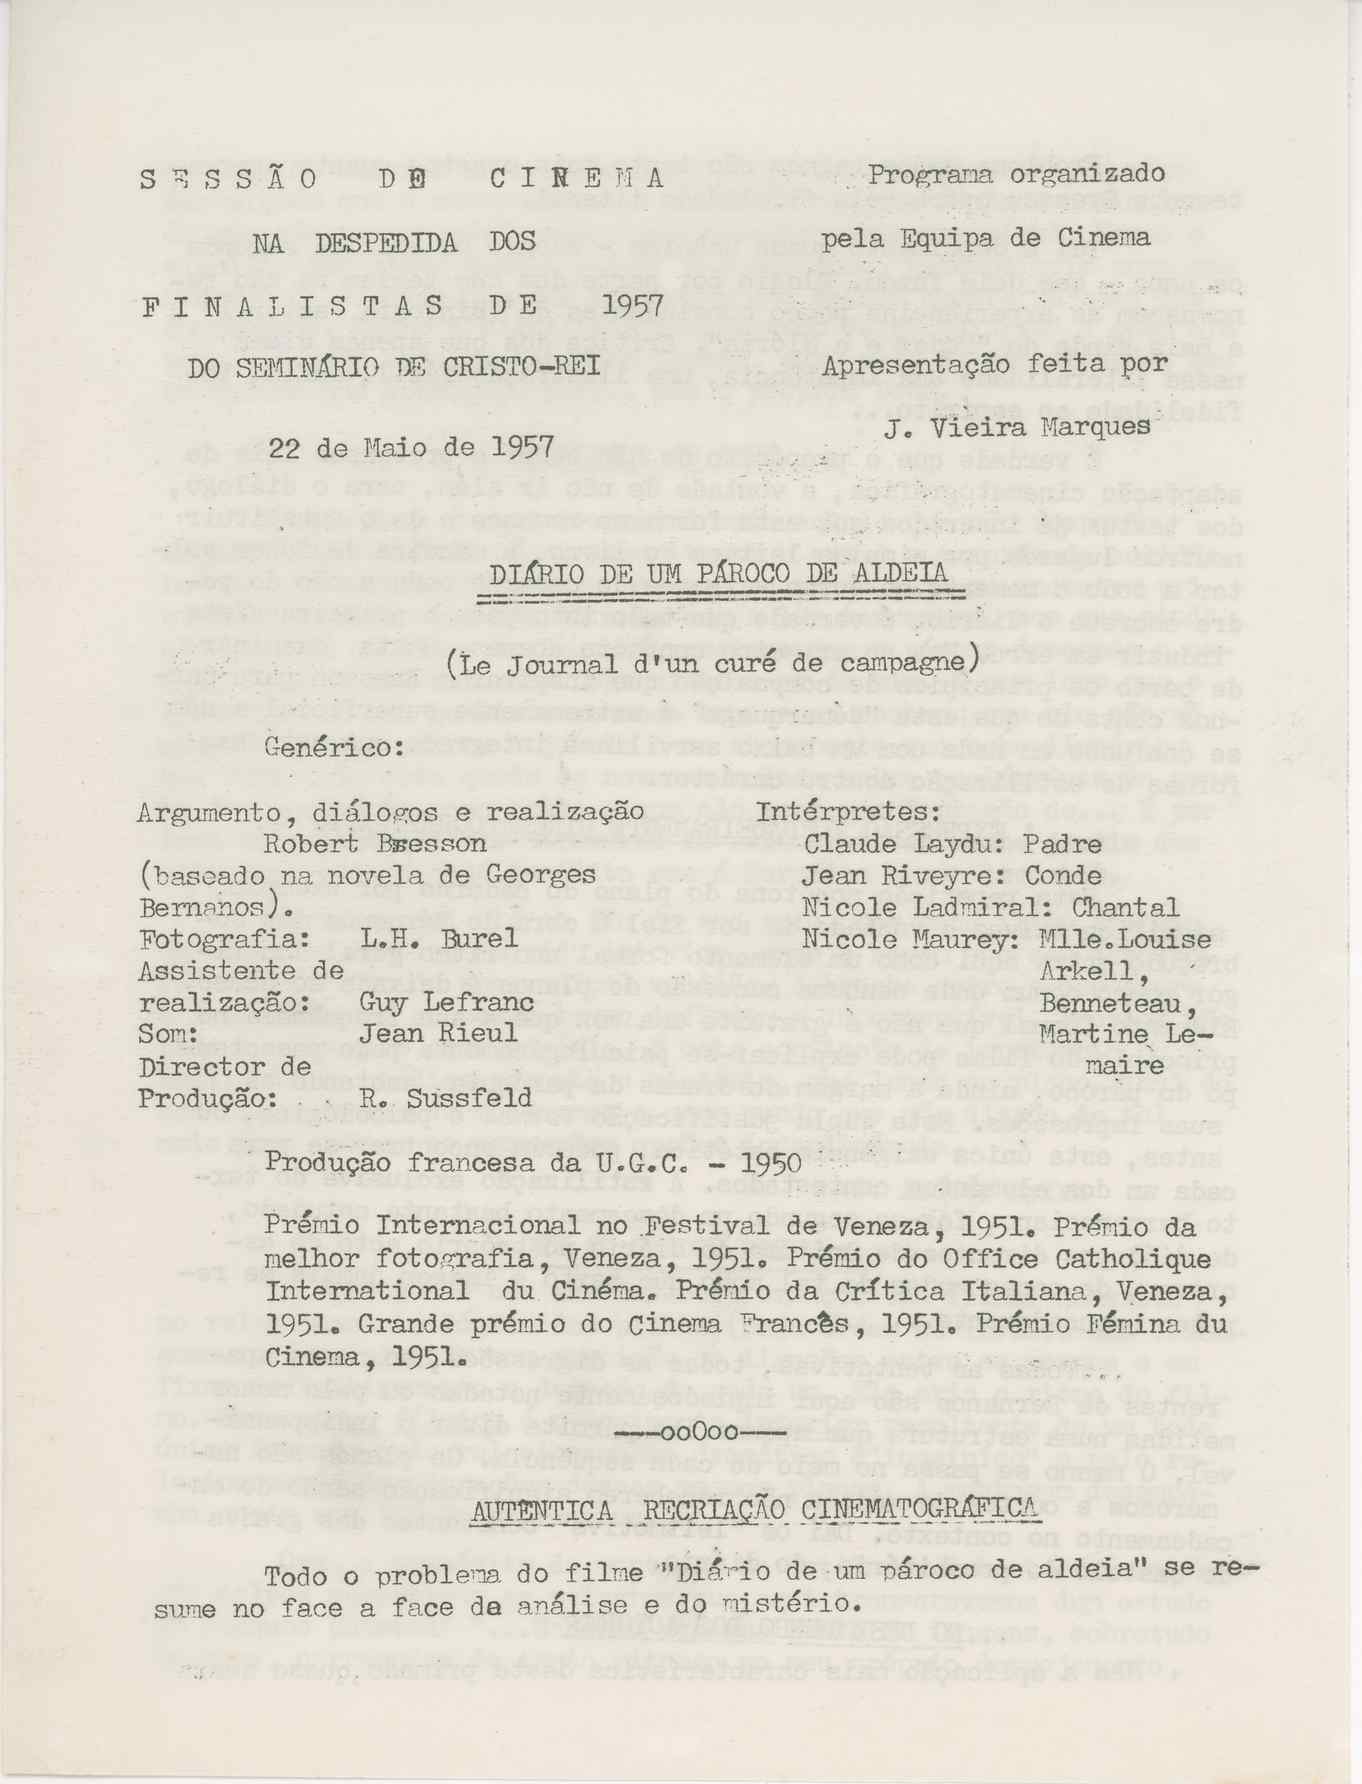 SESSÃO DE CINEMA
NA DESPEDIDA DOS
FINALISTAS DE 1957
DO SEMINÁRIO DE CRISTO-REI
22 de Maio de 1957
Programa organizado
pela Equipa de Cinema
Apresentação feita por
J. Vieira Marques
DIÁRIO DE UM PÁROCO DE ALDEIA
(Le Journal d'un curé de campagne)
Genérico:
Argumento, diálogos e realização
Robert Bresson
(baseado na novela de Georges
Bernanos).
Fotografia: L.H. Burel
Assistente de
realização: Guy Lefranc
Som: Jean Rieul
Director de
Produção: R. Sussfeld
Intérpretes:
Claude Laydu: Padre
Jean Riveyre: Conde
Nicole Ladmiral: Chantal
Nicole Maurey: Mlle.Louise
Arkell,
Benneteau,
Martine Le-
maire
Produção francesa da U.G.C. - 1950
Prémio Internacional no Festival de Veneza, 1951. Prémio da
melhor fotografia, Veneza, 1951. Prémio do Office Catholique
International du Cinéma. Prémio da Crítica Italiana, Veneza,
1951. Grande prémio do Cinema Francês, 1951. Prémio Fémina du
Cinema, 1951.
---ooOoo---
AUTÊNTICA RECRIAÇÃO CINEMATOGRÁFICA
Todo o problema do filme "Diário de um pároco de aldeia" se re-
sume no face a face da análise e do mistério.